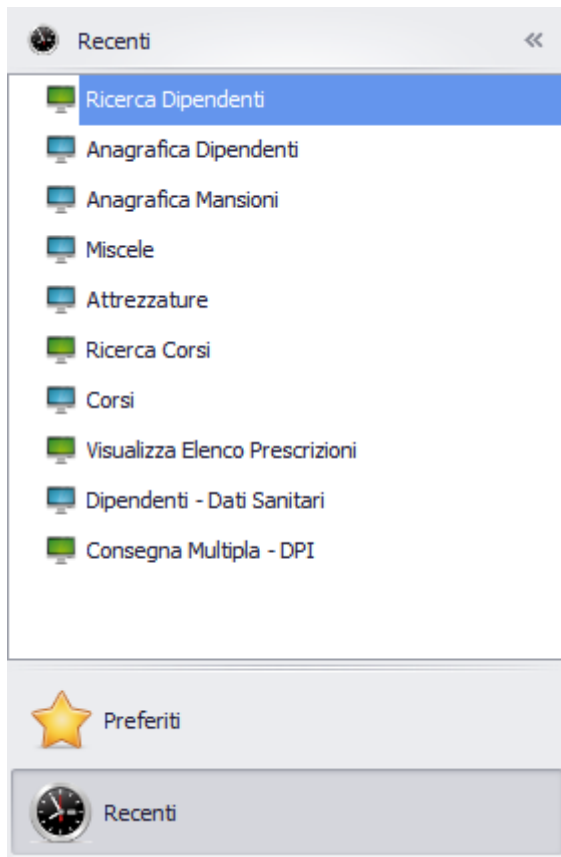 Recenti
Ricerca Dipendenti
Anagrafica Dipendenti
Anagrafica Mansioni
Miscele
Attrezzature
Ricerca Corsi
Corsi
Visualizza Elenco Prescrizioni
Dipendenti - Dati Sanitari
Consegna Multipla - DPI
Preferiti
Recenti